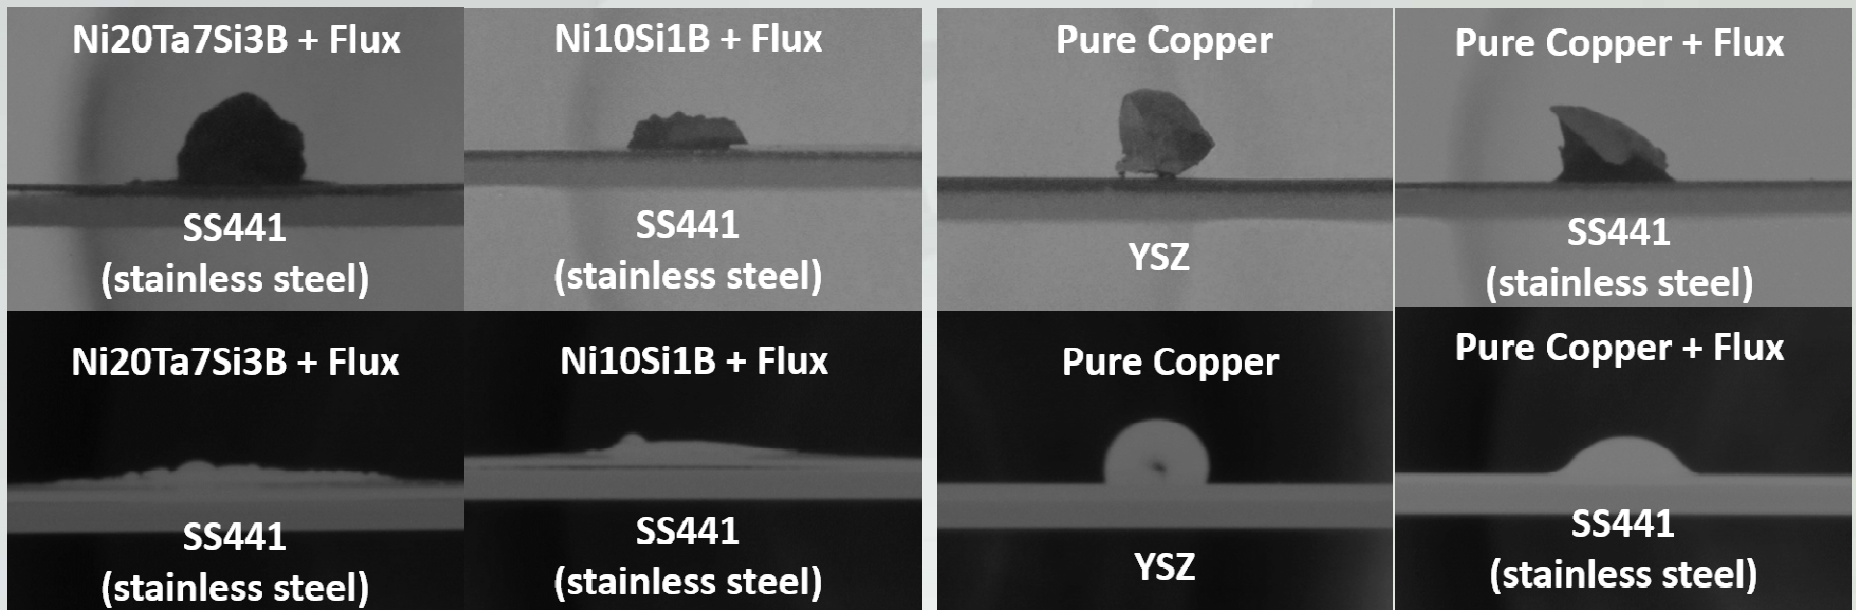 Ni20Ta7Si3B + Flux
SS441
(stainless steel)
Ni10Si1B + Flux
SS441
(stainless steel)
Pure Copper
YSZ
Pure Copper + Flux
SS441
(stainless steel)
Ni20Ta7Si3B + Flux
SS441
(stainless steel)
Ni10Si1B + Flux
SS441
(stainless steel)
Pure Copper
YSZ
Pure Copper + Flux
SS441
(stainless steel)